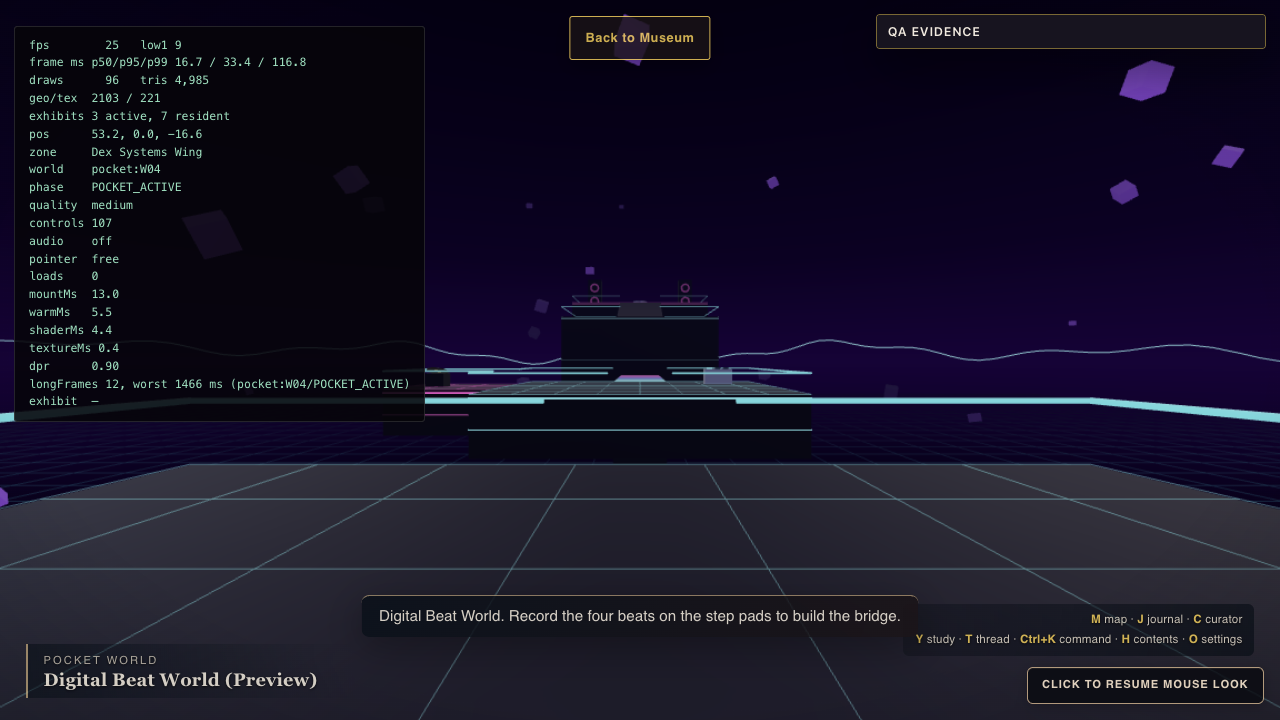 fps 25 low1 9
frame ms p50/p95/p99 16.7 / 33.4 / 116.8
draws 96 tris 4,985
geo/tex 2103 / 221
exhibits 3 active, 7 resident
pos 53.2, 0.0, −16.6
zone Dex Systems Wing
world pocket:W04
phase POCKET_ACTIVE
quality medium
controls 107
audio off
pointer free
loads 0
mountMs 13.0
warmMs 5.5
shaderMs 4.4
textureMs 0.4
dpr 0.90
longFrames 12, worst 1466 ms (pocket:W04/POCKET_ACTIVE)
exhibit —
Back to Museum
QA EVIDENCE
Digital Beat World. Record the four beats on the step pads to build the bridge.
M map · J journal · C curator
Y study · T thread · Ctrl+K command · H contents · O settings
POCKET WORLD
Digital Beat World (Preview)
CLICK TO RESUME MOUSE LOOK